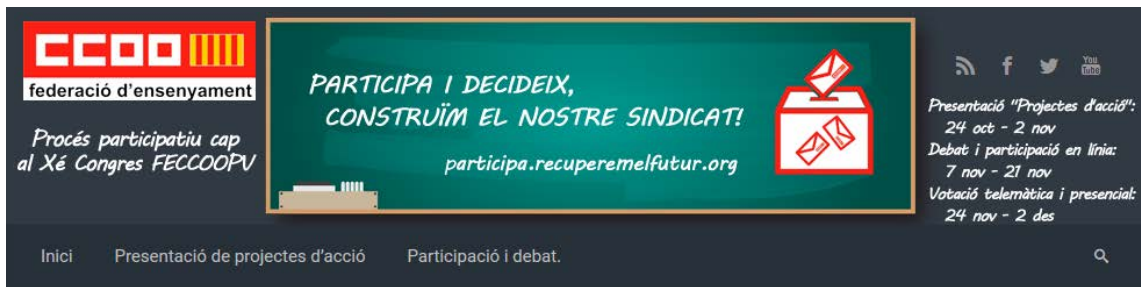 CCOO
federació d'ensenyament
Procés participatiu cap
al Xé Congres FECCOOPV
PARTICIPA I DECIDEIX,
CONSTRUÏM EL NOSTRE SINDICAT!
participa.recuperemelfutur.org
You
Tube
Presentació "Projectes d'acció":
24 oct - 2 nov
Debat i participació en línia:
7 nov - 21 nov
Votació telemàtica i presencial:
24 nov - 2 des
Inici Presentació de projectes d'acció Participació i debat.